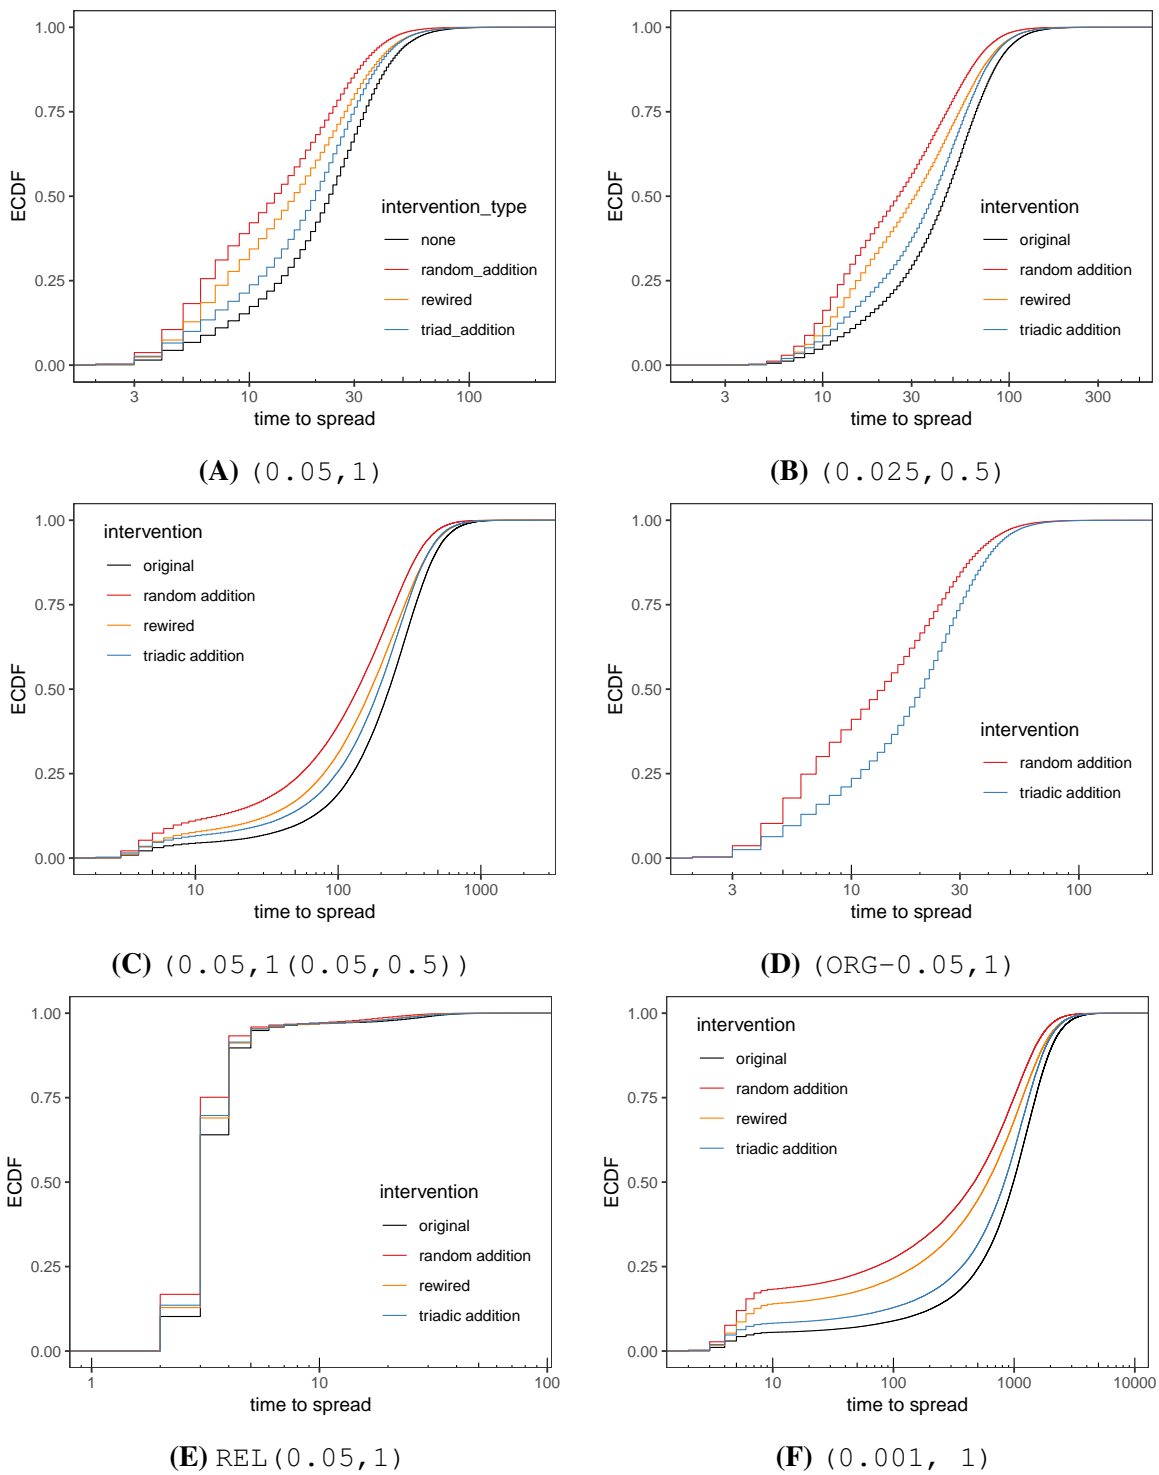 1.00
0.75
0.50
0.25
0.00
ECDF
intervention_type
none
random_addition
rewired
triad_addition
3 10 30 100
time to spread
(A) (0.05,1)
1.00
0.75
0.50
0.25
0.00
ECDF
intervention
original
random addition
rewired
triadic addition
3 10 30 100 300
time to spread
(B) (0.025,0.5)
1.00
0.75
0.50
0.25
0.00
ECDF
intervention
original
random addition
rewired
triadic addition
10 100 1000
time to spread
(C) (0.05,1(0.05,0.5))
1.00
0.75
0.50
0.25
0.00
ECDF
intervention
random addition
triadic addition
3 10 30 100
time to spread
(D) (ORG-0.05,1)
1.00
0.75
0.50
0.25
0.00
ECDF
intervention
original
random addition
rewired
triadic addition
1 10 100
time to spread
(E) REL(0.05,1)
1.00
0.75
0.50
0.25
0.00
ECDF
intervention
original
random addition
rewired
triadic addition
10 100 1000 10000
time to spread
(F) (0.001, 1)